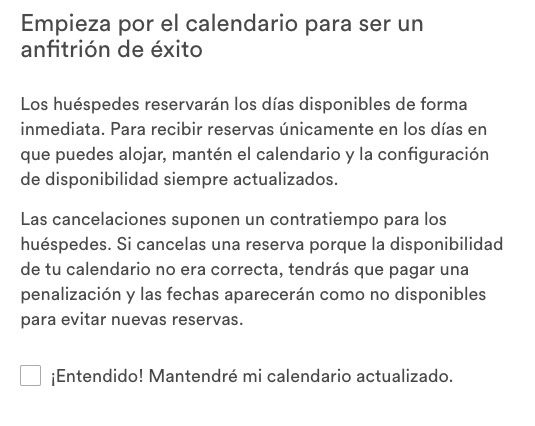 Empieza por el calendario para ser un
anfitrión de éxito
Los huéspedes reservarán los días disponibles de forma
inmediata. Para recibir reservas únicamente en los días en
que puedes alojar, mantén el calendario y la configuración
de disponibilidad siempre actualizados.
Las cancelaciones suponen un contratiempo para los
huéspedes. Si cancelas una reserva porque la disponibilidad
de tu calendario no era correcta, tendrás que pagar una
penalización y las fechas aparecerán como no disponibles
para evitar nuevas reservas.
¡Entendido! Mantendré mi calendario actualizado.